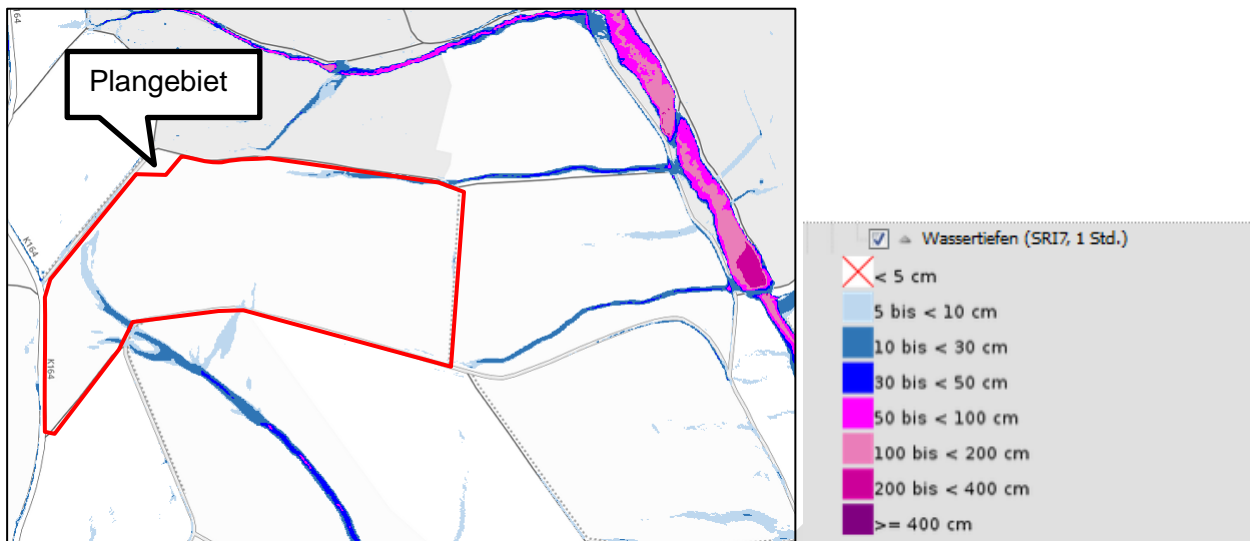 164
Plangebiet
K164
K164
Wassertiefen (SRI7, 1 Std.)
< 5 cm
5 bis < 10 cm
10 bis < 30 cm
30 bis < 50 cm
50 bis < 100 cm
100 bis < 200 cm
200 bis < 400 cm
>= 400 cm